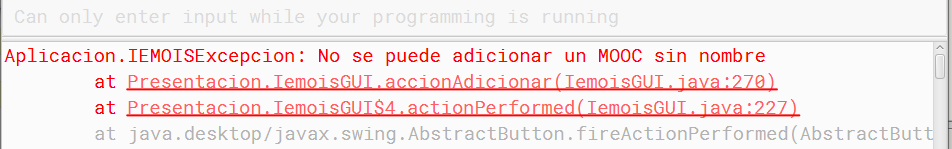 Can only enter input while your programming is running
Aplicacion.IEMOISExcepcion: No se puede adicionar un MOOC sin nombre
at Presentacion.IemoisGUI.accionAdicionar(IemoisGUI.java:270)
at Presentacion.IemoisGUI$4.actionPerformed(IemoisGUI.java:227)
at java.desktop/javax.swing.AbstractButton.fireActionPerformed(AbstractButt